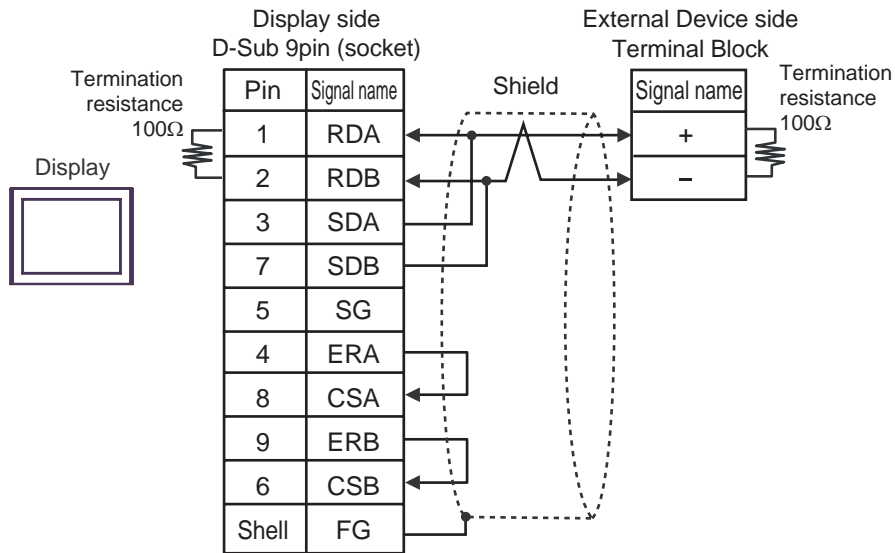 Display side
D-Sub 9pin (socket)
External Device side
Terminal Block
Termination
resistance
100Ω
Display
Pin Signal name
1 RDA
2 RDB
3 SDA
7 SDB
5 SG
4 ERA
8 CSA
9 ERB
6 CSB
Shell FG
Shield
Signal name
+
−
Termination
resistance
100Ω